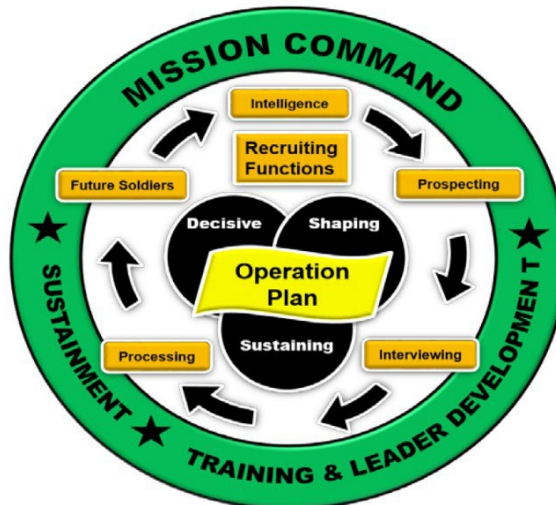 MISSION COMMAND
Intelligence
Recruiting
Functions
Future Soldiers
Prospecting
Decisive
Shaping
Operation
Plan
Sustaining
Processing
Interviewing
SUSTAINMENT
TRAINING & LEADER DEVELOPMENT